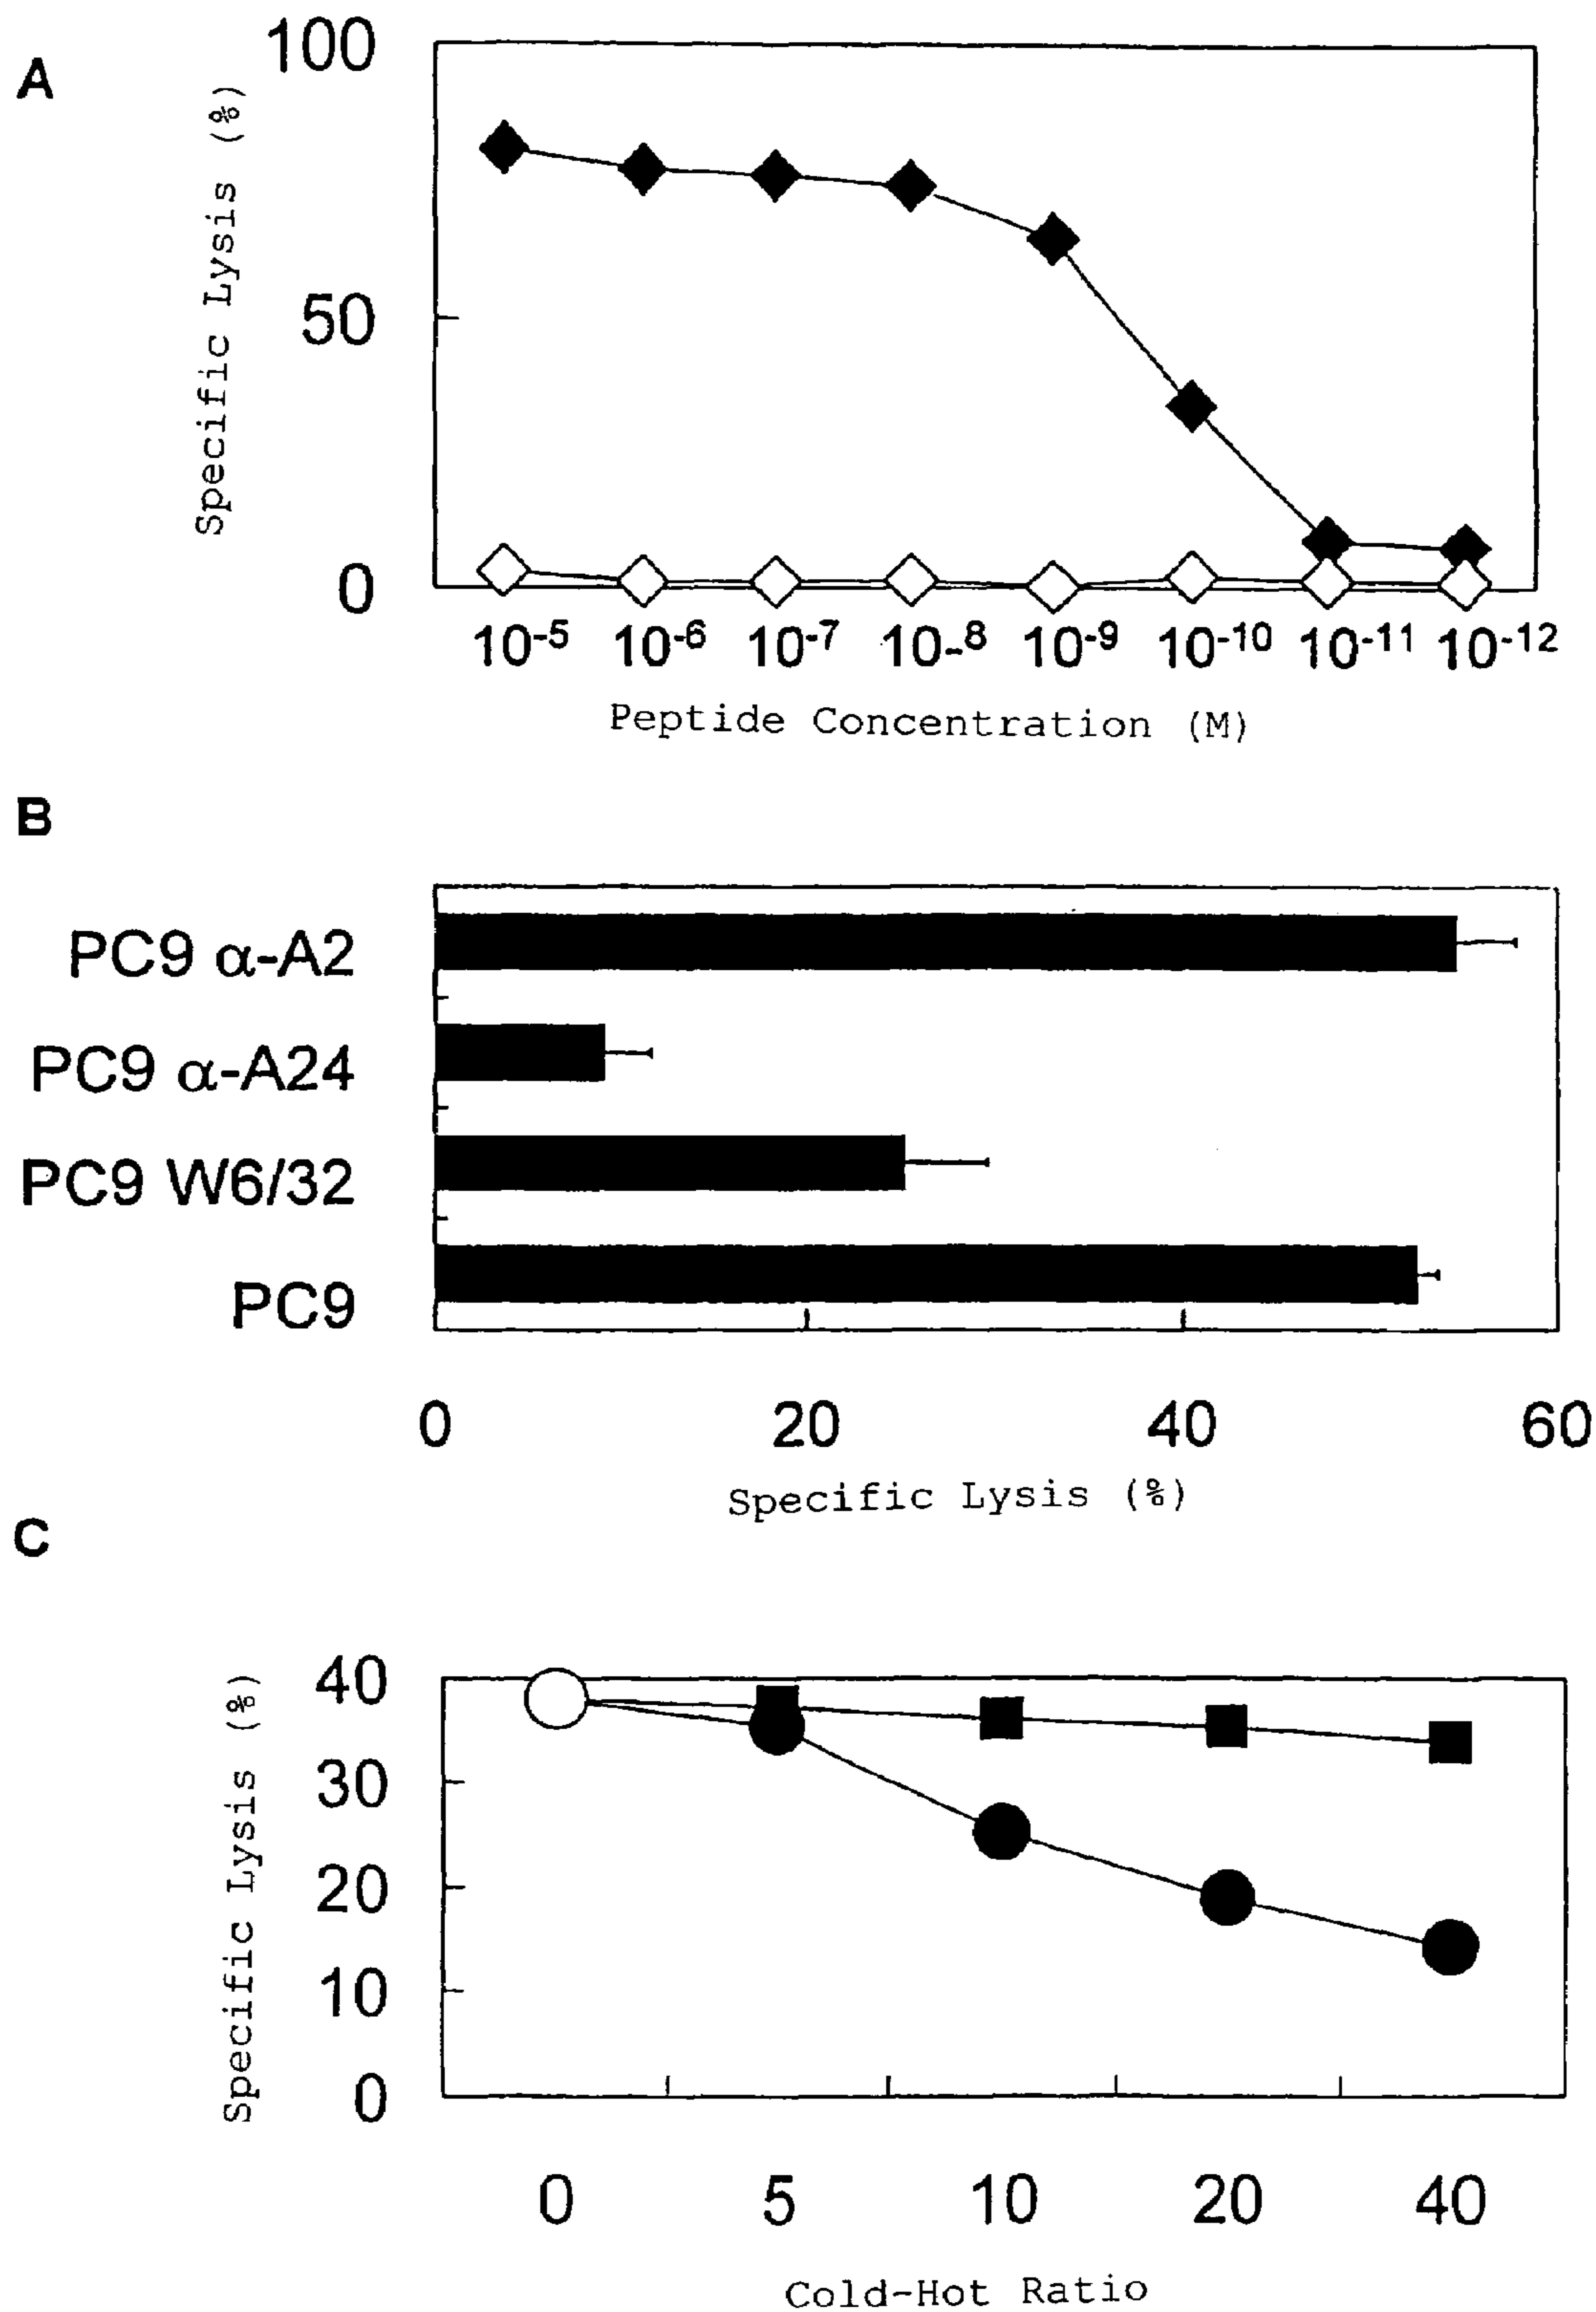 A
100
50
0
Specific Lysis (%)
10-5 10-6 10-7 10-8 10-9 10-10 10-11 10-12
Peptide Concentration (M)
B
PC9 α-A2
PC9 α-A24
PC9 W6/32
PC9
0 20 40 60
Specific Lysis (%)
C
40
30
20
10
0
Specific Lysis (%)
0 5 10 20 40
Cold-Hot Ratio